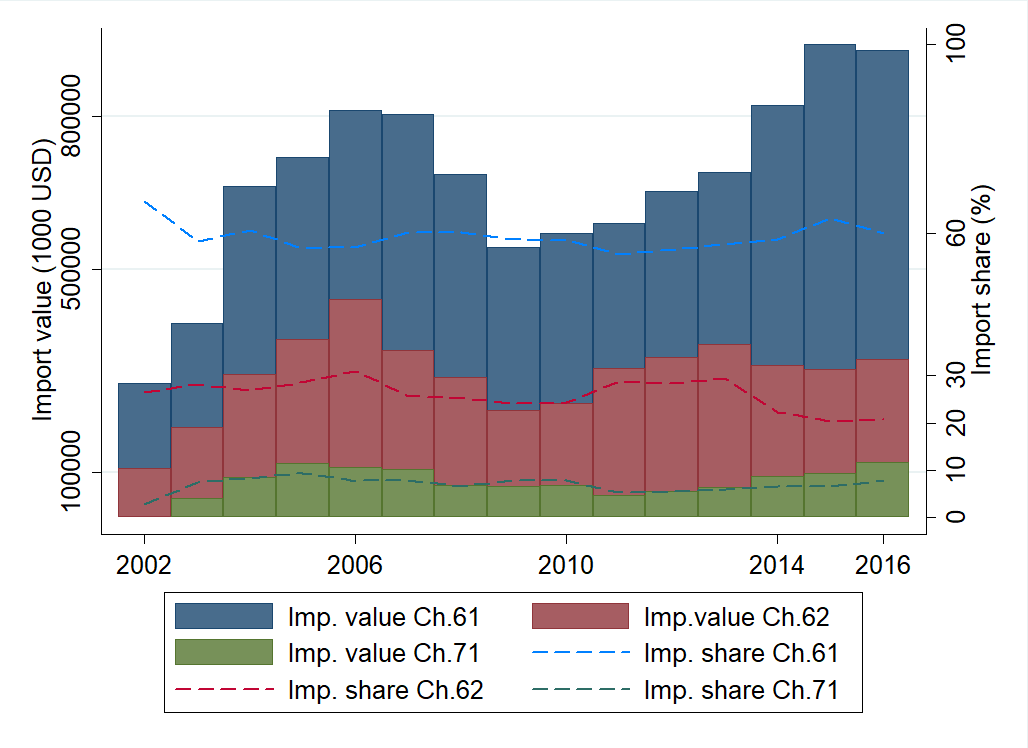 Import value (1000 USD)
800000
500000
100000
100
60
30
20
10
0
Import share (%)
2002
2006
2010
2014
2016
Imp. value Ch.61
Imp.value Ch.62
Imp. value Ch.71
Imp. share Ch.61
Imp. share Ch.62
Imp. share Ch.71